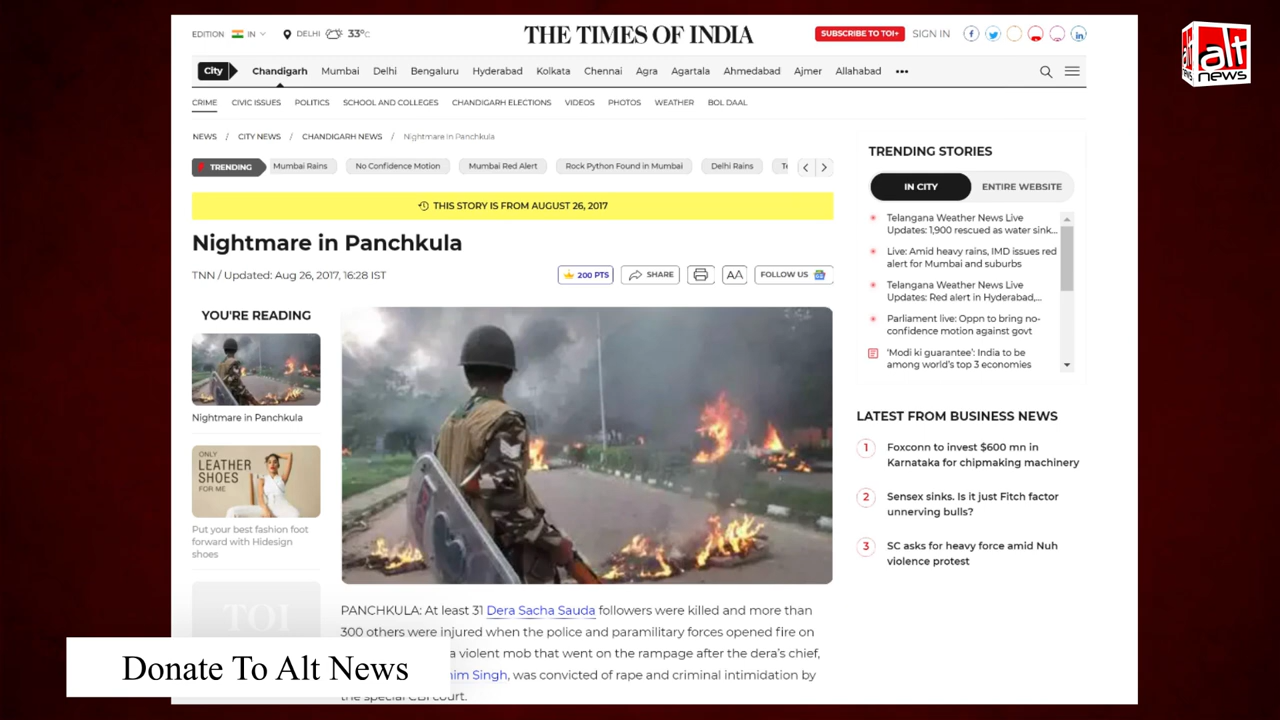 EDITION IN DELHI 33°C
THE TIMES OF INDIA
SUBSCRIBE TO TOI+ SIGN IN
alt
news
City Chandigarh Mumbai Delhi Bengaluru Hyderabad Kolkata Chennai Agra Agartala Ahmedabad Ajmer Allahabad •••
CRIME CIVIC ISSUES POLITICS SCHOOL AND COLLEGES CHANDIGARH ELECTIONS VIDEOS PHOTOS WEATHER BOL DAAL
NEWS / CITY NEWS / CHANDIGARH NEWS / Nightmare In Panchkula
TRENDING Mumbai Rains No Confidence Motion Mumbai Red Alert Rock Python Found in Mumbai Delhi Rains
THIS STORY IS FROM AUGUST 26, 2017
Nightmare in Panchkula
TNN / Updated: Aug 26, 2017, 16:28 IST
200 PTS SHARE AA FOLLOW US
YOU'RE READING
Nightmare in Panchkula
ONLY
LEATHER
SHOES
FOR ME
Put your best fashion foot
forward with Hidesign
shoes
TOI
PANCHKULA: At least 31 Dera Sacha Sauda followers were killed and more than
300 others were injured when the police and paramilitary forces opened fire on
a violent mob that went on the rampage after the dera's chief,
him Singh, was convicted of rape and criminal intimidation by
the special CBI court.
TRENDING STORIES
IN CITY ENTIRE WEBSITE
Telangana Weather News Live
Updates: 1,900 rescued as water sink...
Live: Amid heavy rains, IMD issues red
alert for Mumbai and suburbs
Telangana Weather News Live
Updates: Red alert in Hyderabad,...
Parliament live: Oppn to bring no-
confidence motion against govt
'Modi ki guarantee': India to be
among world's top 3 economies
LATEST FROM BUSINESS NEWS
1 Foxconn to invest $600 mn in
Karnataka for chipmaking machinery
2 Sensex sinks. Is it just Fitch factor
unnerving bulls?
3 SC asks for heavy force amid Nuh
violence protest
Donate To Alt News